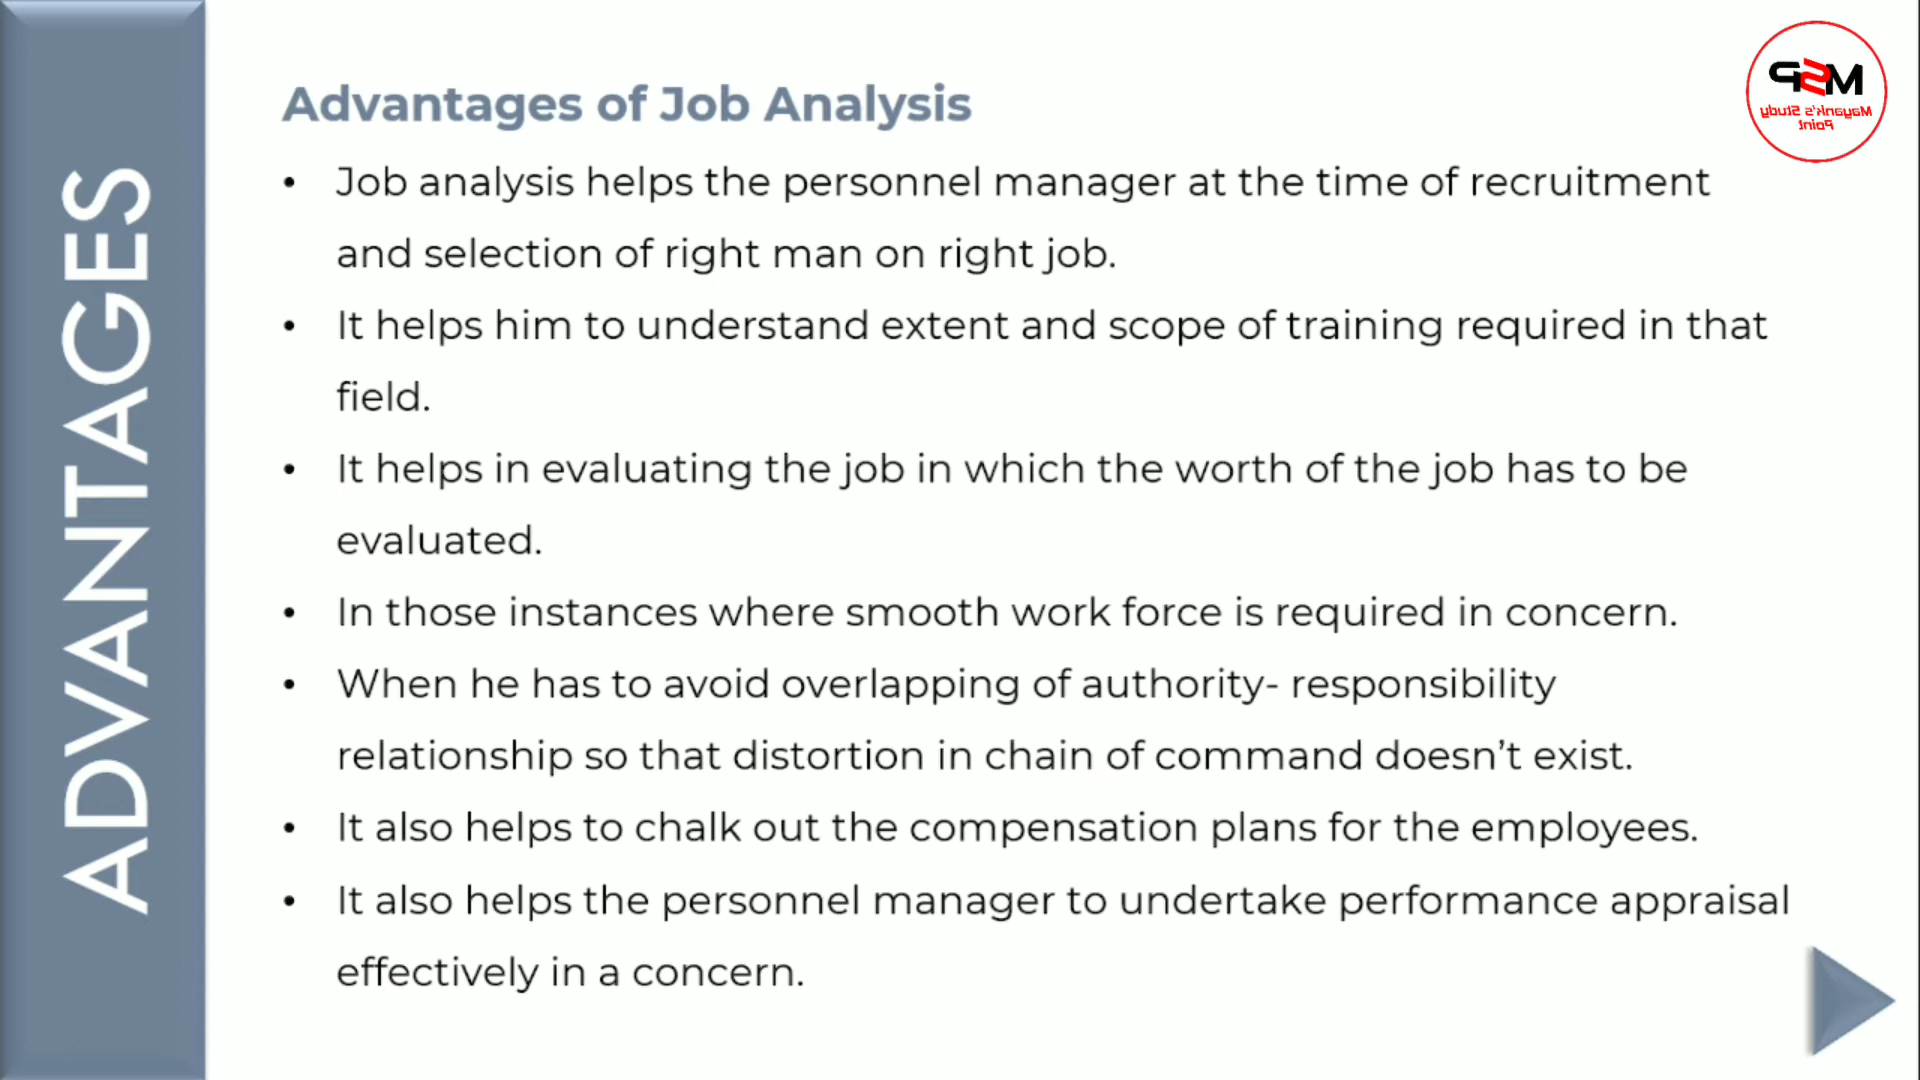 ADVANTAGES
Advantages of Job Analysis
• Job analysis helps the personnel manager at the time of recruitment
and selection of right man on right job.
• It helps him to understand extent and scope of training required in that
field.
• It helps in evaluating the job in which the worth of the job has to be
evaluated.
• In those instances where smooth work force is required in concern.
• When he has to avoid overlapping of authority- responsibility
relationship so that distortion in chain of command doesn’t exist.
• It also helps to chalk out the compensation plans for the employees.
• It also helps the personnel manager to undertake performance appraisal
effectively in a concern.
MSP
Mayank's Study
Point